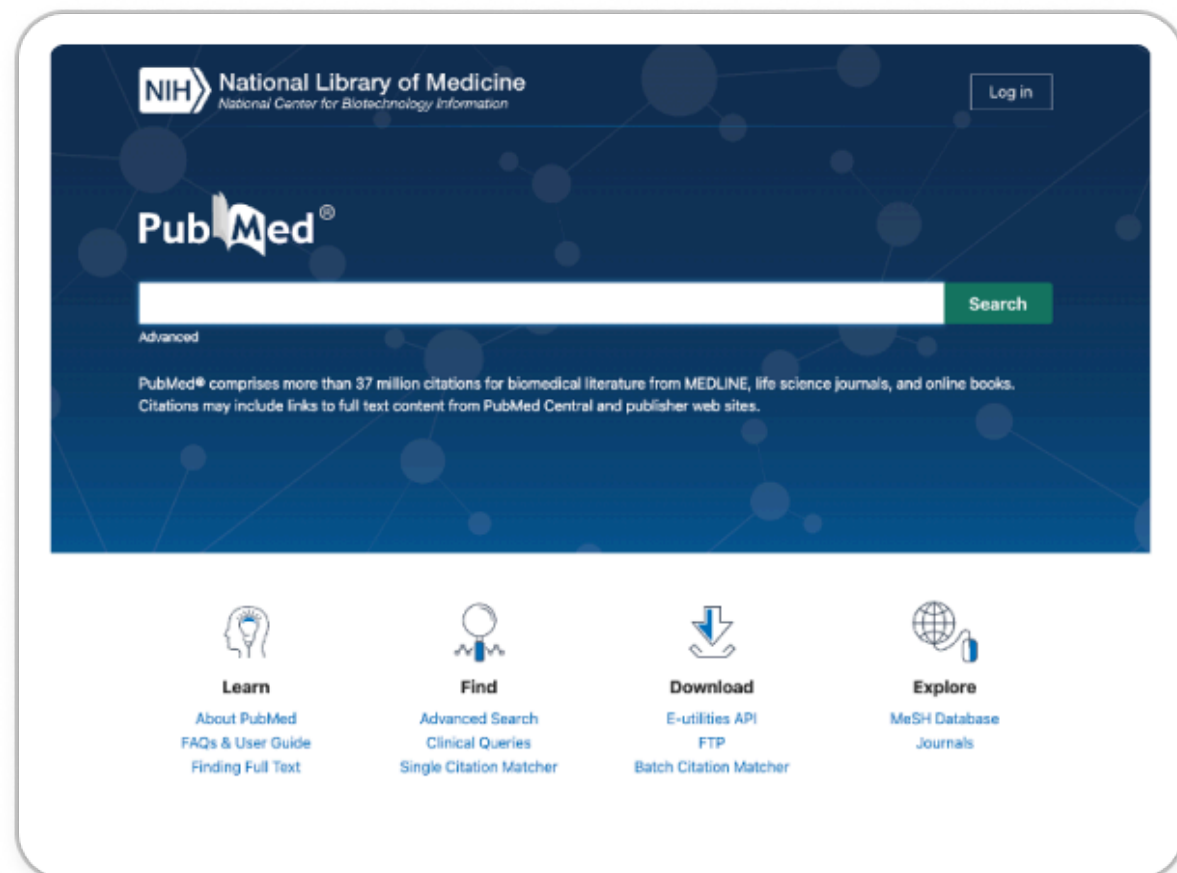 NIH National Library of Medicine
National Center for Biotechnology Information
Log in
PubMed®
Search
Advanced
PubMed® comprises more than 37 million citations for biomedical literature from MEDLINE, life science journals, and online books.
Citations may include links to full text content from PubMed Central and publisher web sites.
Learn
About PubMed
FAQs & User Guide
Finding Full Text
Find
Advanced Search
Clinical Queries
Single Citation Matcher
Download
E-utilities API
FTP
Batch Citation Matcher
Explore
MeSH Database
Journals